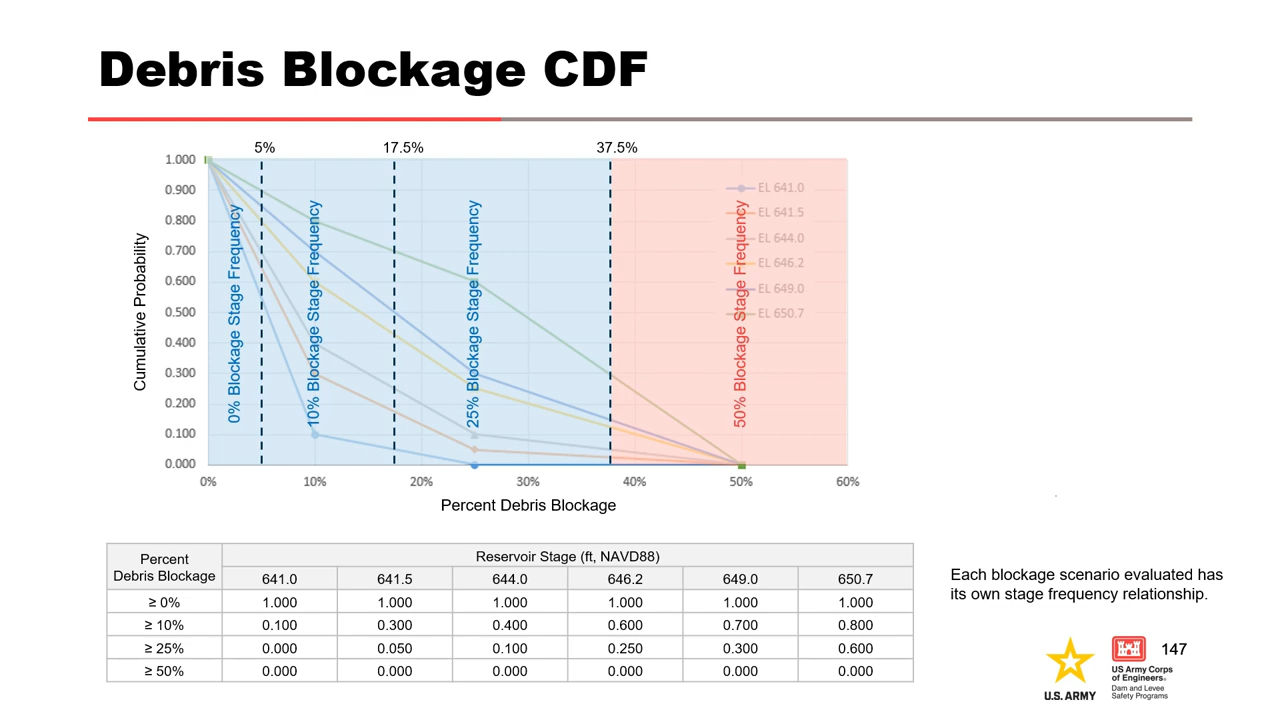 Debris Blockage CDF
5% 17.5% 37.5%
1.000
0.900
0.800
0.700
0.600
0.500
0.400
0.300
0.200
0.100
0.000
Cumulative Probability
0% Blockage Stage Frequency
10% Blockage Stage Frequency
25% Blockage Stage Frequency
50% Blockage Stage Frequency
EL 641.0
EL 641.5
EL 644.0
EL 646.2
EL 649.0
EL 650.7
0% 10% 20% 30% 40% 50% 60%
Percent Debris Blockage
Percent
Debris Blockage
Reservoir Stage (ft, NAVD88)
641.0 641.5 644.0 646.2 649.0 650.7
≥ 0% 1.000 1.000 1.000 1.000 1.000 1.000
≥ 10% 0.100 0.300 0.400 0.600 0.700 0.800
≥ 25% 0.000 0.050 0.100 0.250 0.300 0.600
≥ 50% 0.000 0.000 0.000 0.000 0.000 0.000
Each blockage scenario evaluated has
its own stage frequency relationship.
U.S. ARMY
US Army Corps
of Engineers®
Dam and Levee
Safety Programs
147